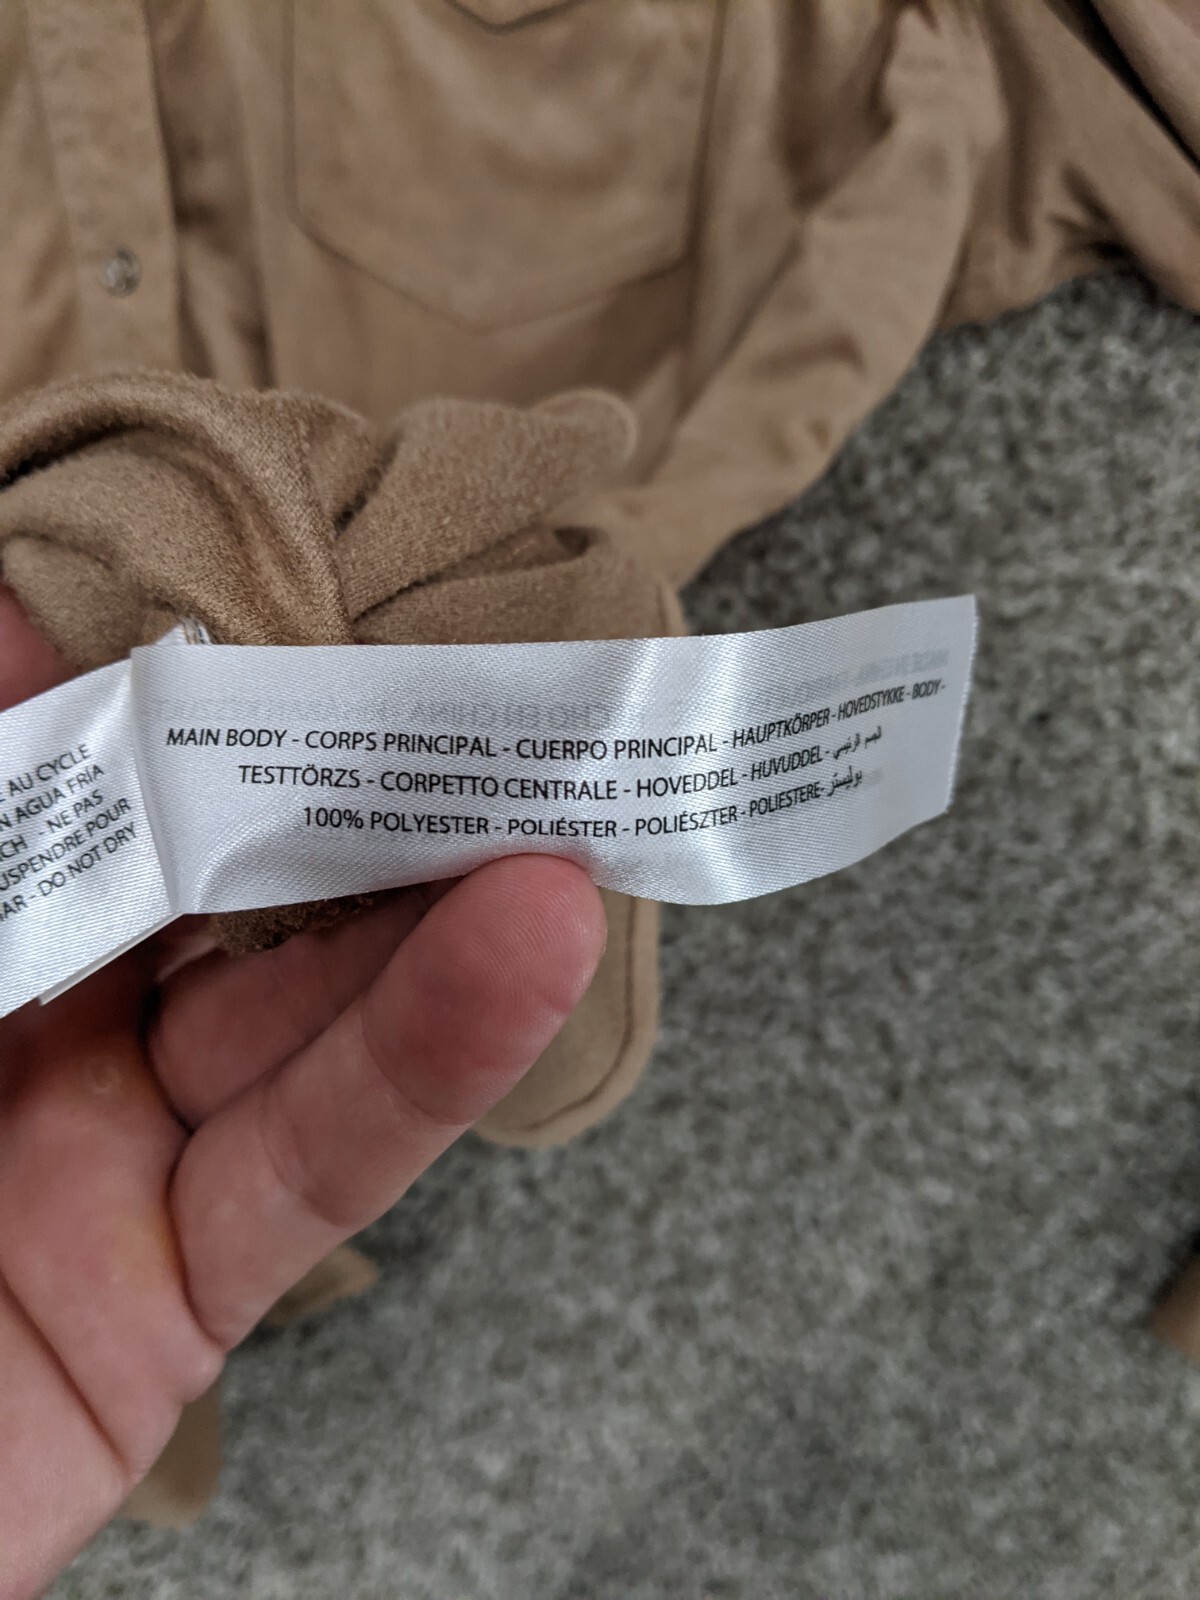 E AU CYCLE
N AGUA FRÍA
CH - NE PAS
USPENDRE POUR
AR - DO NOT DRY
MAIN BODY - CORPS PRINCIPAL - CUERPO PRINCIPAL - HAUPTKÖRPER - HOVEDSTYKKE - BODY -
TESTTÖRZS - CORPETTO CENTRALE - HOVEDDEL - HUVUDDEL - الجسم الرئيسي
100% POLYESTER - POLIÉSTER - POLIÉSZTER - POLIESTERE- بوليستر